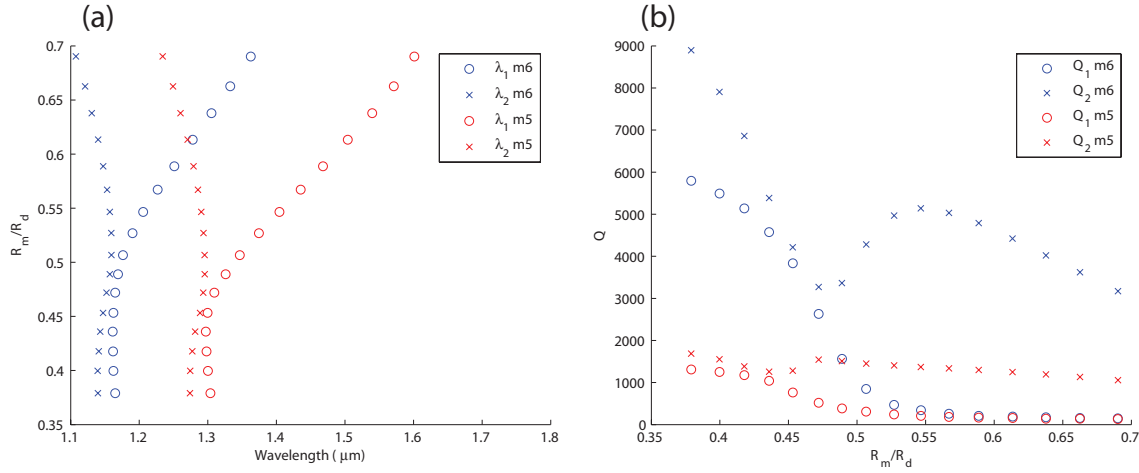 (a)
0.7
0.65
0.6
0.55
0.5
0.45
0.4
0.35
R_m/R_d
1.1 1.2 1.3 1.4 1.5 1.6 1.7 1.8
Wavelength ( μm)
λ_1 m6
λ_2 m6
λ_1 m5
λ_2 m5
(b)
9000
8000
7000
6000
5000
4000
3000
2000
1000
0
Q
0.35 0.4 0.45 0.5 0.55 0.6 0.65 0.7
R_m/R_d
Q_1 m6
Q_2 m6
Q_1 m5
Q_2 m5